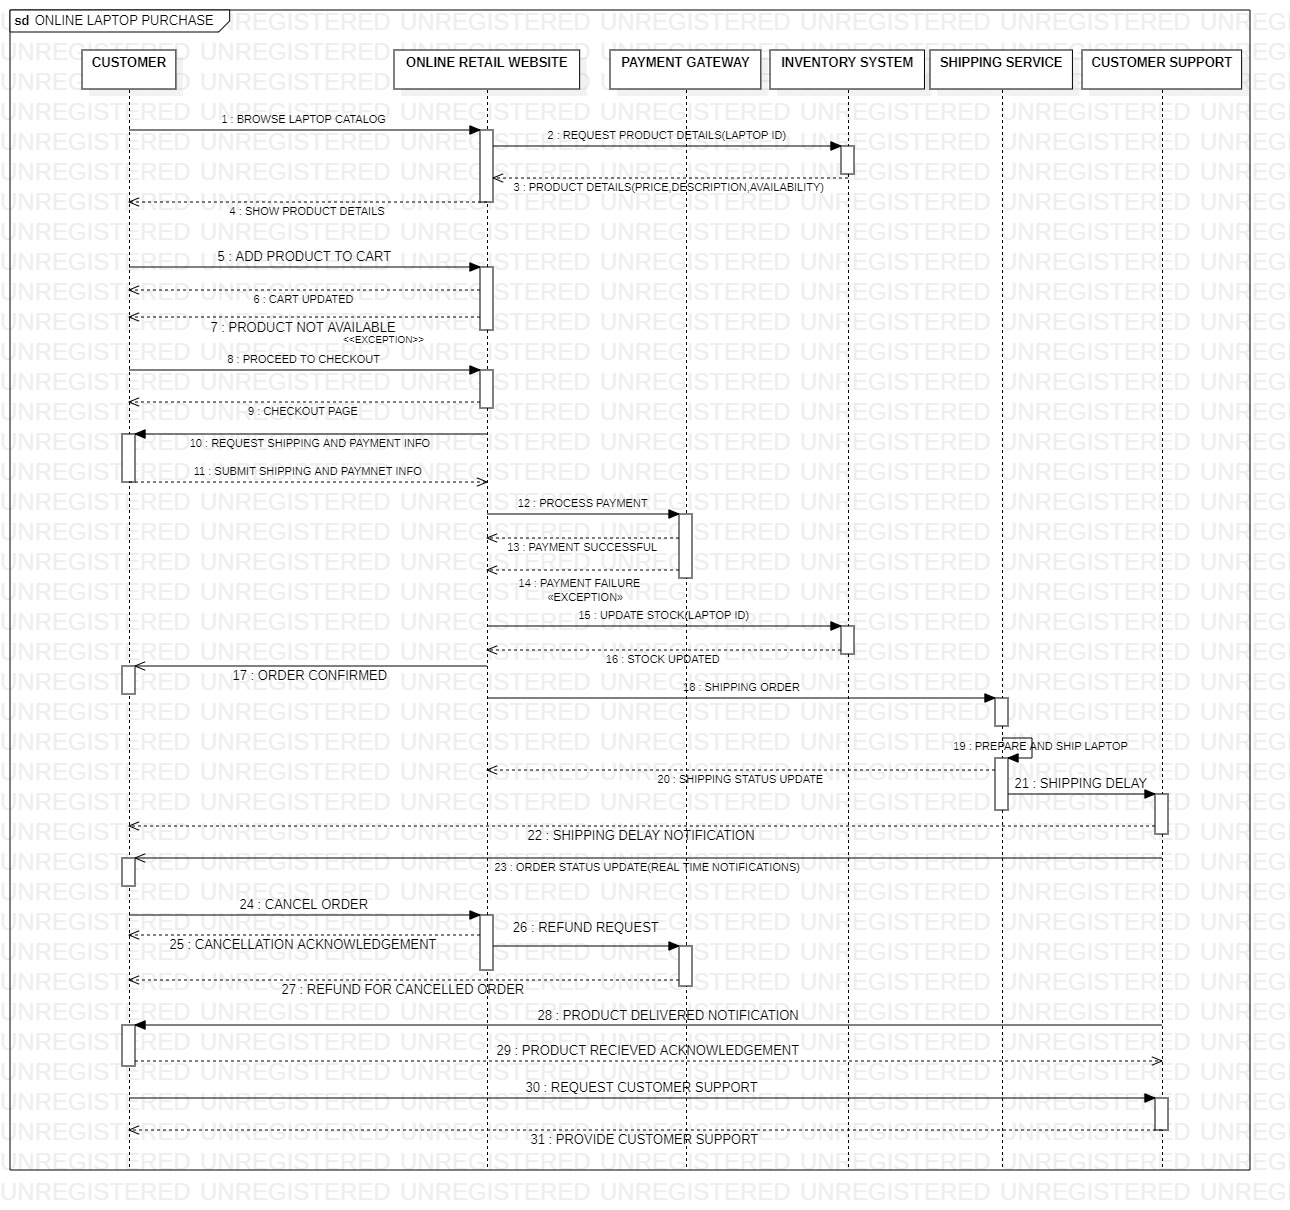 sd ONLINE LAPTOP PURCHASE
CUSTOMER
ONLINE RETAIL WEBSITE
PAYMENT GATEWAY
INVENTORY SYSTEM
SHIPPING SERVICE
CUSTOMER SUPPORT
1 : BROWSE LAPTOP CATALOG
2 : REQUEST PRODUCT DETAILS(LAPTOP ID)
3 : PRODUCT DETAILS(PRICE,DESCRIPTION,AVAILABILITY)
4 : SHOW PRODUCT DETAILS
5 : ADD PRODUCT TO CART
6 : CART UPDATED
7 : PRODUCT NOT AVAILABLE
<<EXCEPTION>>
8 : PROCEED TO CHECKOUT
9 : CHECKOUT PAGE
10 : REQUEST SHIPPING AND PAYMENT INFO
11 : SUBMIT SHIPPING AND PAYMNET INFO
12 : PROCESS PAYMENT
13 : PAYMENT SUCCESSFUL
14 : PAYMENT FAILURE
«EXCEPTION»
15 : UPDATE STOCK(LAPTOP ID)
16 : STOCK UPDATED
17 : ORDER CONFIRMED
18 : SHIPPING ORDER
19 : PREPARE AND SHIP LAPTOP
20 : SHIPPING STATUS UPDATE
21 : SHIPPING DELAY
22 : SHIPPING DELAY NOTIFICATION
23 : ORDER STATUS UPDATE(REAL TIME NOTIFICATIONS)
24 : CANCEL ORDER
25 : CANCELLATION ACKNOWLEDGEMENT
26 : REFUND REQUEST
27 : REFUND FOR CANCELLED ORDER
28 : PRODUCT DELIVERED NOTIFICATION
29 : PRODUCT RECIEVED ACKNOWLEDGEMENT
30 : REQUEST CUSTOMER SUPPORT
31 : PROVIDE CUSTOMER SUPPORT
UNREGISTERED UNREGISTERED UNREGISTERED UNREGISTERED UNREGISTERED UNREGISTERED